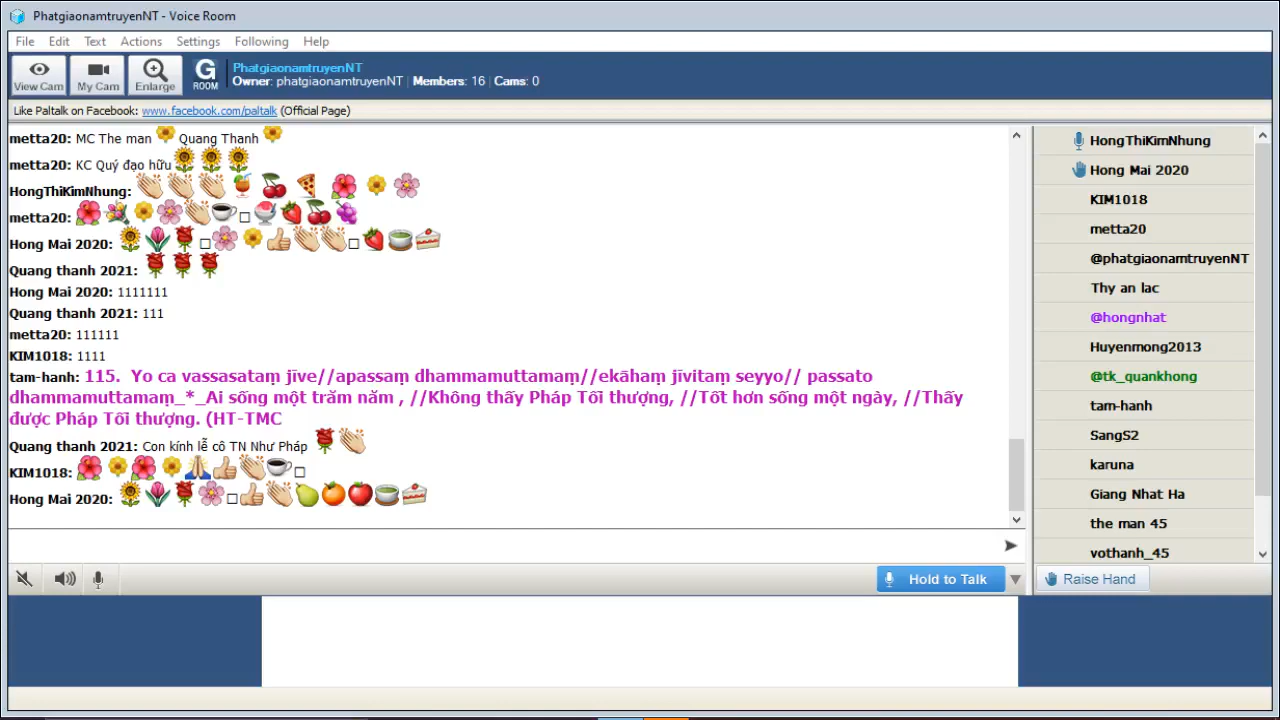 PhatgiaonamtruyenNT - Voice Room
File Edit Text Actions Settings Following Help
View Cam My Cam Enlarge G ROOM
PhatgiaonamtruyenNT
Owner: phatgiaonamtruyenNT Members: 16 Cams: 0
Like Paltalk on Facebook: www.facebook.com/paltalk (Official Page)
metta20: MC The man 🌼 Quang Thanh 🌼
metta20: KC Quý đạo hữu 🌻 🌻 🌻
HongThiKimNhung: 👏 👏 👏 🍹 🍒 🍕 🌺 🌼 🌸
metta20: 🌺 💐 🌼 🌸 👏 ☕ □ 🍧 🍓 🍒 🍇
Hong Mai 2020: 🌻 🌷 🌹 □ 🌸 🌼 👍 👏 👏 □ 🍓 🍵 🍰
Quang thanh 2021: 🌹 🌹 🌹
Hong Mai 2020: 1111111
Quang thanh 2021: 111
metta20: 111111
KIM1018: 1111
tam-hanh: 115. Yo ca vassasataṃ jīve//apassaṃ dhammamuttamaṃ//ekāhaṃ jīvitaṃ seyyo// passato
dhammamuttamaṃ_*_Ai sống một trăm năm , //Không thấy Pháp Tối thượng, //Tốt hơn sống một ngày, //Thấy
được Pháp Tối thượng. (HT-TMC
Quang thanh 2021: Con kính lễ cô TN Như Pháp 🌹 👏
KIM1018: 🌺 🌼 🌺 🌼 🙏 👍 👏 ☕ □
Hong Mai 2020: 🌻 🌷 🌹 🌸 □ 👍 👏 🍐 🍊 🍎 🍵 🍰
Hold to Talk
HongThiKimNhung
Hong Mai 2020
KIM1018
metta20
@phatgiaonamtruyenNT
Thy an lac
@hongnhat
Huyenmong2013
@tk_quankhong
tam-hanh
SangS2
karuna
Giang Nhat Ha
the man 45
vothanh_45
Raise Hand